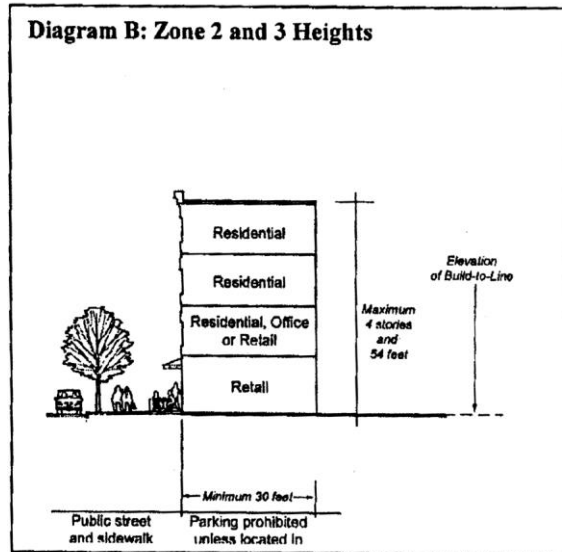 Diagram B: Zone 2 and 3 Heights
Residential
Residential
Residential, Office
or Retail
Retail
Maximum
4 stories
and
54 feet
Elevation
of Build-to-Line
Minimum 30 feet
Public street
and sidewalk
Parking prohibited
unless located in